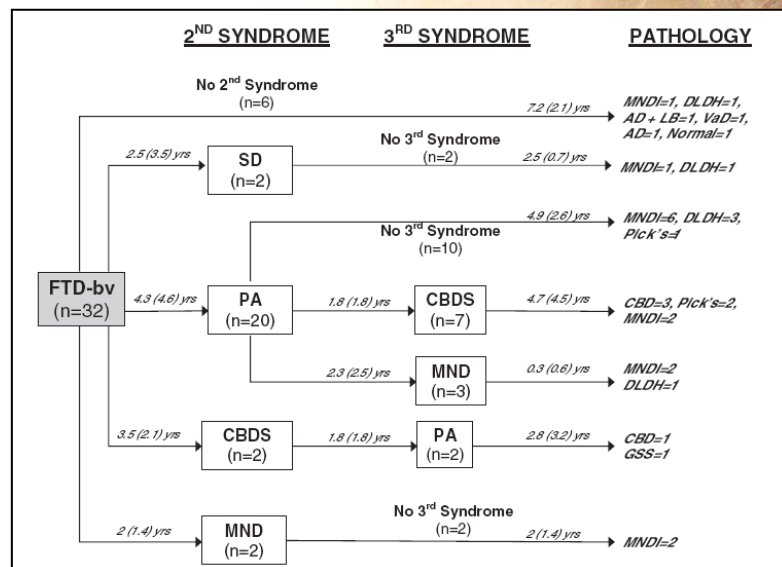 2ND SYNDROME 3RD SYNDROME PATHOLOGY
No 2nd Syndrome
(n=6)
7.2 (2.1) yrs
MNDI=1, DLDH=1,
AD + LB=1, VaD=1,
AD=1, Normal=1
2.5 (3.5) yrs
SD
(n=2)
No 3rd Syndrome
(n=2)
2.5 (0.7) yrs
MNDI=1, DLDH=1
4.9 (2.6) yrs
No 3rd Syndrome
(n=10)
MNDI=6, DLDH=3,
Pick's=1
FTD-bv
(n=32)
4.3 (4.6) yrs
PA
(n=20)
1.8 (1.8) yrs
CBDS
(n=7)
4.7 (4.5) yrs
CBD=3, Pick's=2,
MNDI=2
2.3 (2.5) yrs
MND
(n=3)
0.3 (0.6) yrs
MNDI=2
DLDH=1
3.5 (2.1) yrs
CBDS
(n=2)
1.8 (1.8) yrs
PA
(n=2)
2.8 (3.2) yrs
CBD=1
GSS=1
2 (1.4) yrs
MND
(n=2)
No 3rd Syndrome
(n=2)
2 (1.4) yrs
MNDI=2